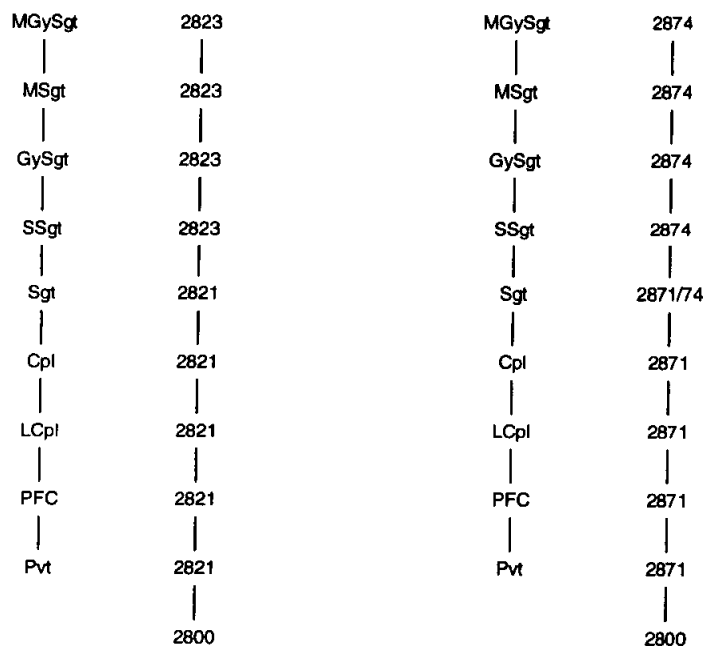 MGySgt 2823 MGySgt 2874
MSgt 2823 MSgt 2874
GySgt 2823 GySgt 2874
SSgt 2823 SSgt 2874
Sgt 2821 Sgt 2871/74
Cpl 2821 Cpl 2871
LCpl 2821 LCpl 2871
PFC 2821 PFC 2871
Pvt 2821 Pvt 2871
2800 2800